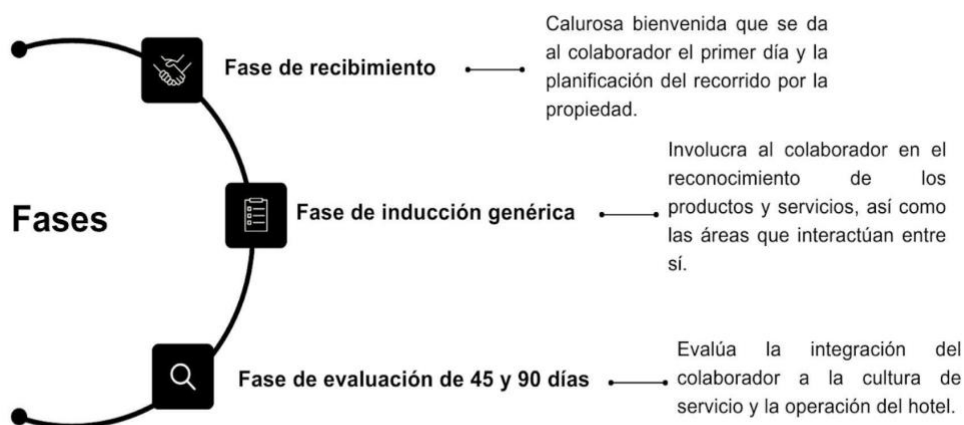 Fases
Fase de recibimiento
Calurosa bienvenida que se da
al colaborador el primer día y la
planificación del recorrido por la
propiedad.
Fase de inducción genérica
Involucra al colaborador en el
reconocimiento de los
productos y servicios, así como
las áreas que interactúan entre
sí.
Fase de evaluación de 45 y 90 días
Evalúa la integración del
colaborador a la cultura de
servicio y la operación del hotel.